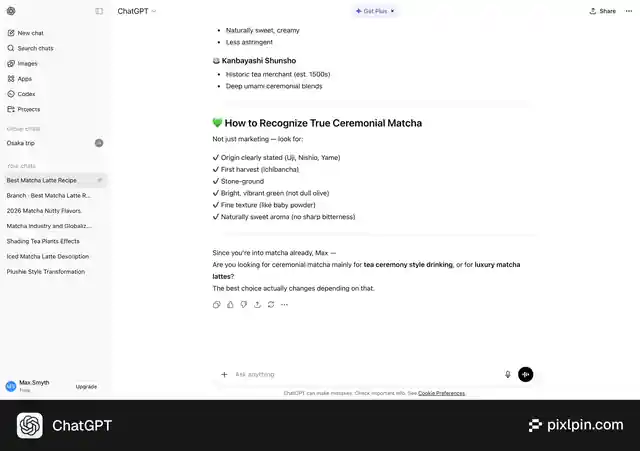 ChatGPT
Get Plus
Share
New chat
Search chats
Images
Apps
Codex
Projects
Group chats
Osaka trip
Your chats
Best Matcha Latte Recipe
Branch · Best Matcha Latte R...
2026 Matcha Nutty Flavors.
Matcha Industry and Globaliz...
Shading Tea Plants Effects
Iced Matcha Latte Description
Plushie Style Transformation
Max.Smyth
Free
Upgrade
• Naturally sweet, creamy
• Less astringent
Kanbayashi Shunsho
• Historic tea merchant (est. 1500s)
• Deep umami ceremonial blends
💚 How to Recognize True Ceremonial Matcha
Not just marketing — look for:
✓ Origin clearly stated (Uji, Nishio, Yame)
✓ First harvest (Ichibancha)
✓ Stone-ground
✓ Bright, vibrant green (not dull olive)
✓ Fine texture (like baby powder)
✓ Naturally sweet aroma (no sharp bitterness)
Since you're into matcha already, Max —
Are you looking for ceremonial matcha mainly for tea ceremony style drinking, or for luxury matcha
lattes?
The best choice actually changes depending on that.
Ask anything
ChatGPT can make mistakes. Check important info. See Cookie Preferences.
ChatGPT
pixlpin.com